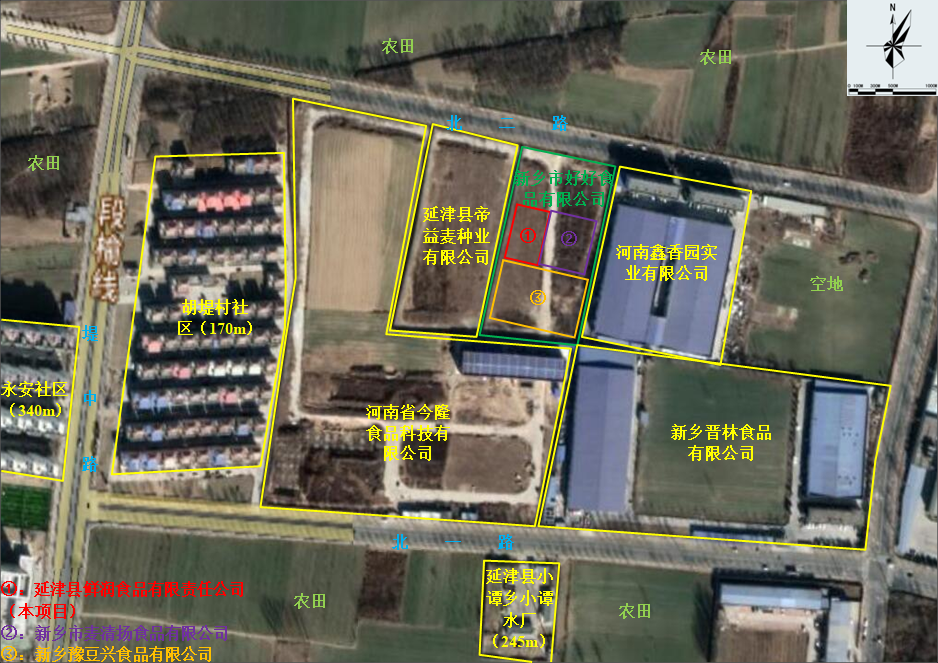 N
农田
农田
北二路
农田
段榆线
新乡市好好食
品有限公司
延津县帝
益麦种业
有限公司
①
②
河南鑫香园实
业有限公司
空地
③
胡堤村社
区（170m）
堤中路
永安社区
（340m）
河南省今隆
食品科技有
限公司
新乡晋林食品
有限公司
北一路
延津县小
谭乡小谭
水厂
（245m）
农田
农田
①：延津县鲜润食品有限责任公司
（本项目）
②：新乡市志洁扬食品有限公司
③：新乡豫豆兴食品有限公司